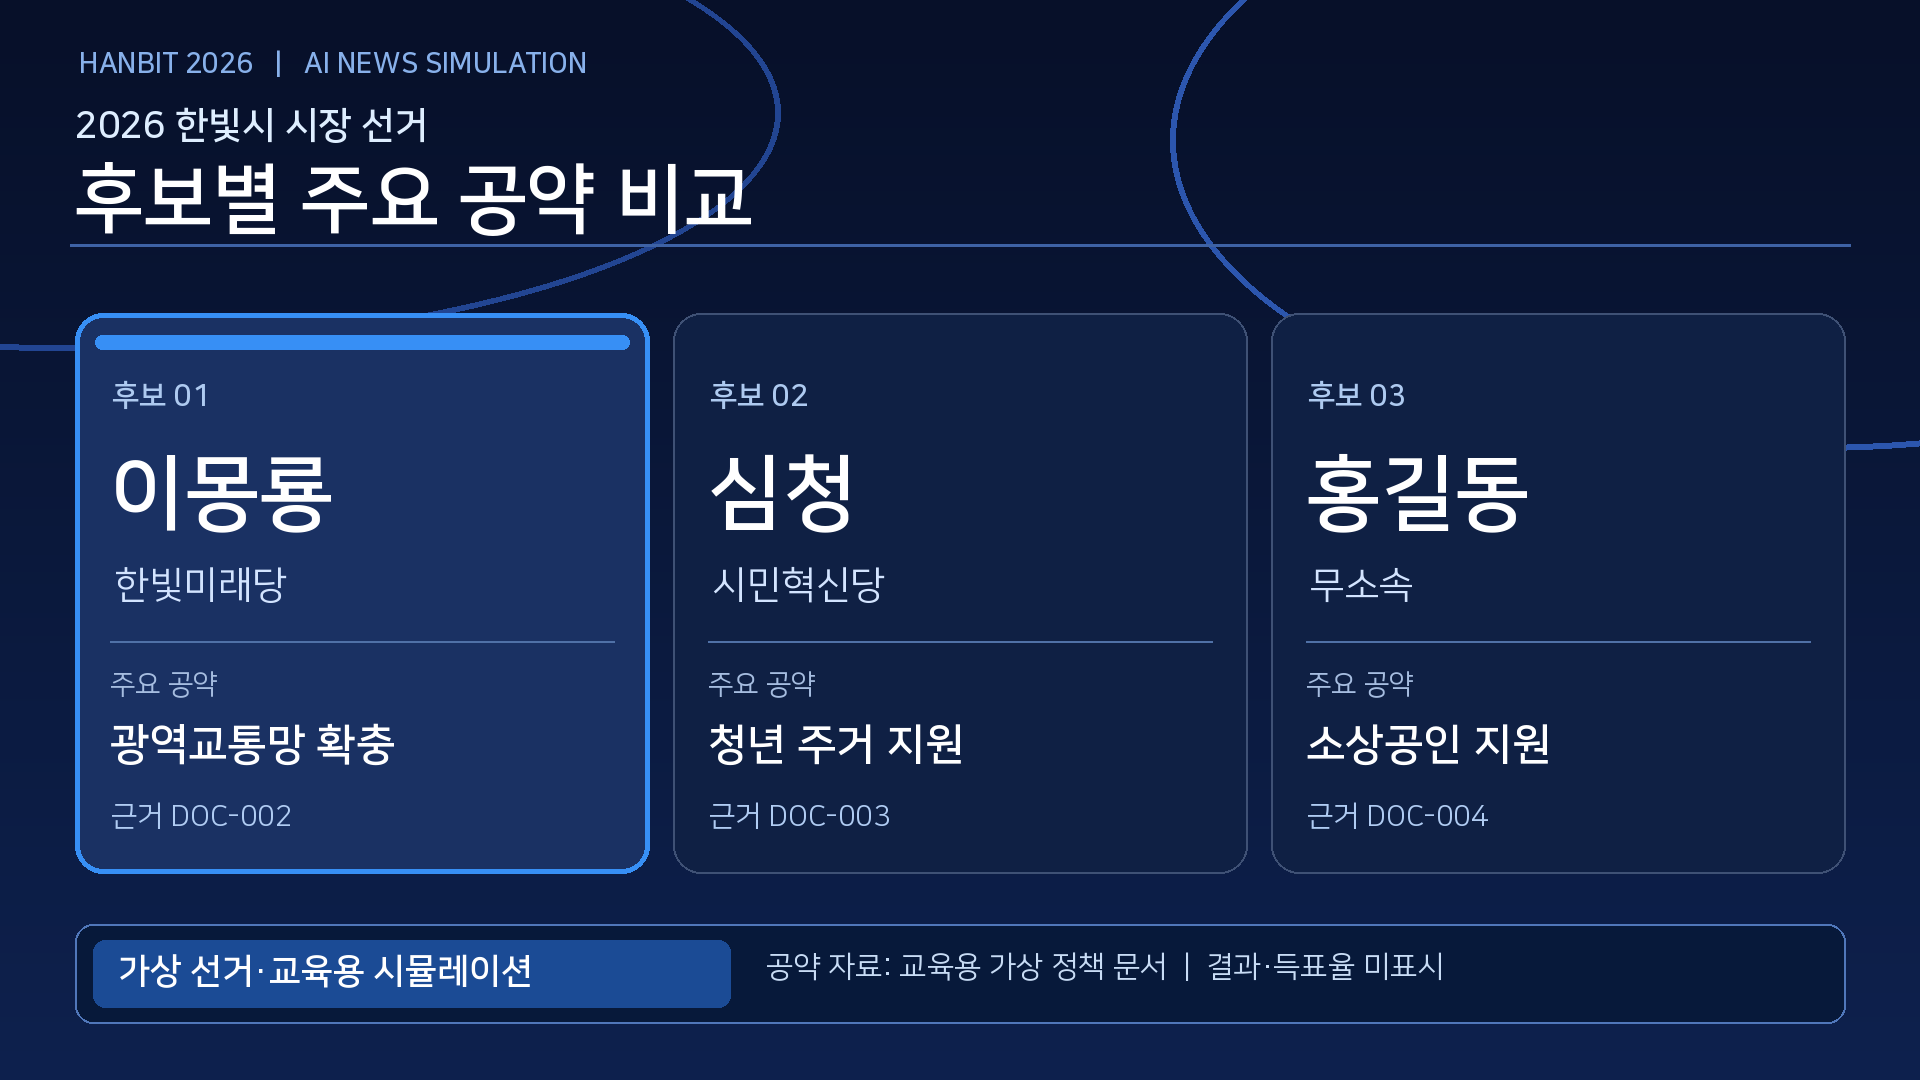 HANBIT 2026 | AI NEWS SIMULATION
2026 한빛시 시장 선거
후보별 주요 공약 비교
후보 01
이몽룡
한빛미래당
주요 공약
광역교통망 확충
근거 DOC-002
후보 02
심청
시민혁신당
주요 공약
청년 주거 지원
근거 DOC-003
후보 03
홍길동
무소속
주요 공약
소상공인 지원
근거 DOC-004
가상 선거·교육용 시뮬레이션
공약 자료: 교육용 가상 정책 문서 | 결과·득표율 미표시